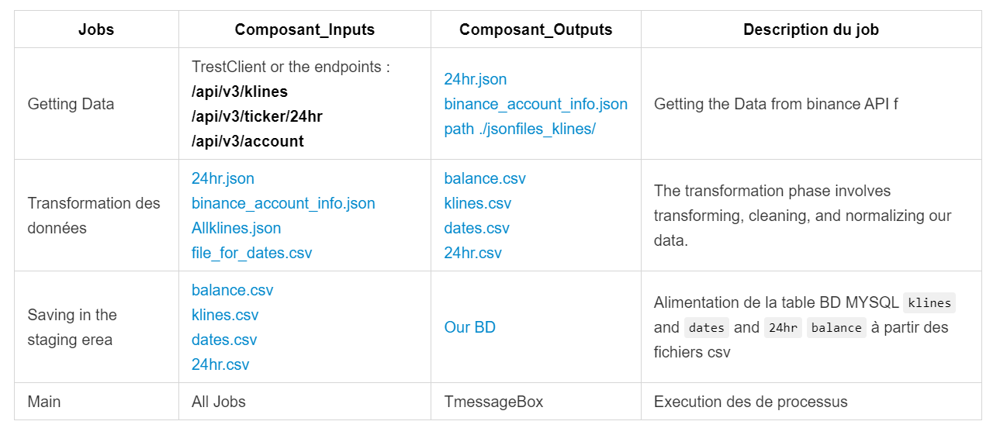 Jobs
Composant_Inputs
Composant_Outputs
Description du job
Getting Data
TrestClient or the endpoints :
/api/v3/klines
/api/v3/ticker/24hr
/api/v3/account
24hr.json
binance_account_info.json
path ./jsonfiles_klines/
Getting the Data from binance API f
Transformation des
données
24hr.json
binance_account_info.json
Allklines.json
file_for_dates.csv
balance.csv
klines.csv
dates.csv
24hr.csv
The transformation phase involves
transforming, cleaning, and normalizing our
data.
Saving in the
staging erea
balance.csv
klines.csv
dates.csv
24hr.csv
Our BD
Alimentation de la table BD MYSQL klines
and dates and 24hr balance à partir des
fichiers csv
Main
All Jobs
TmessageBox
Execution des de processus